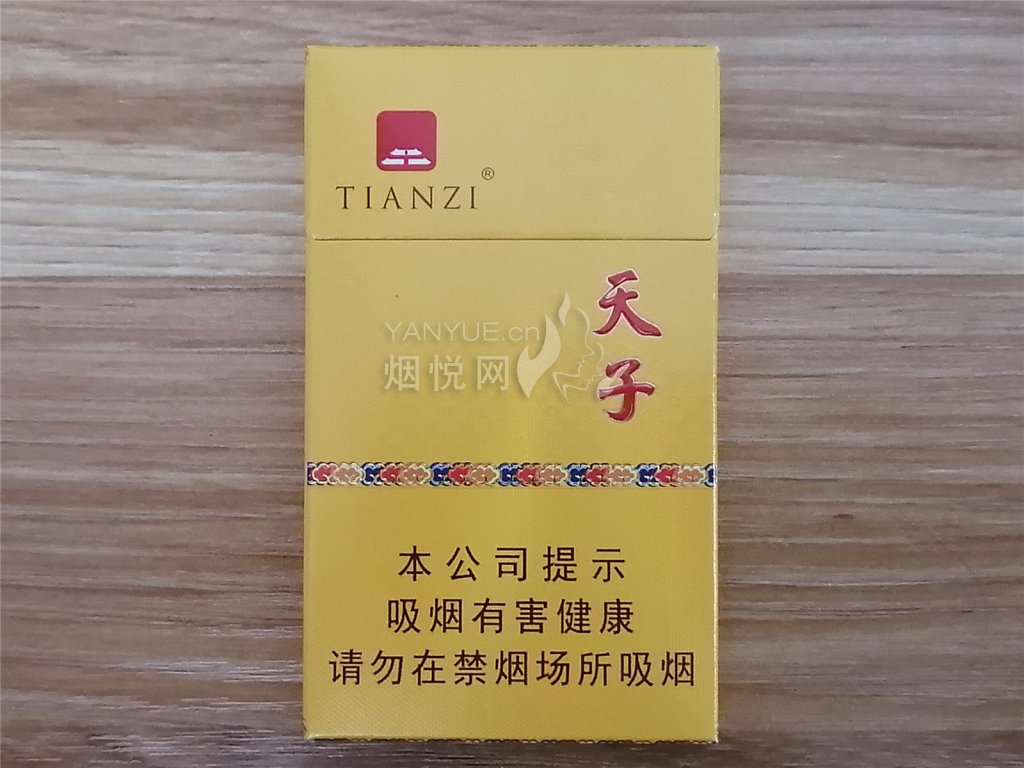 TIANZI®
天子
YANYUE.cn
烟悦网
本公司提示
吸烟有害健康
请勿在禁烟场所吸烟